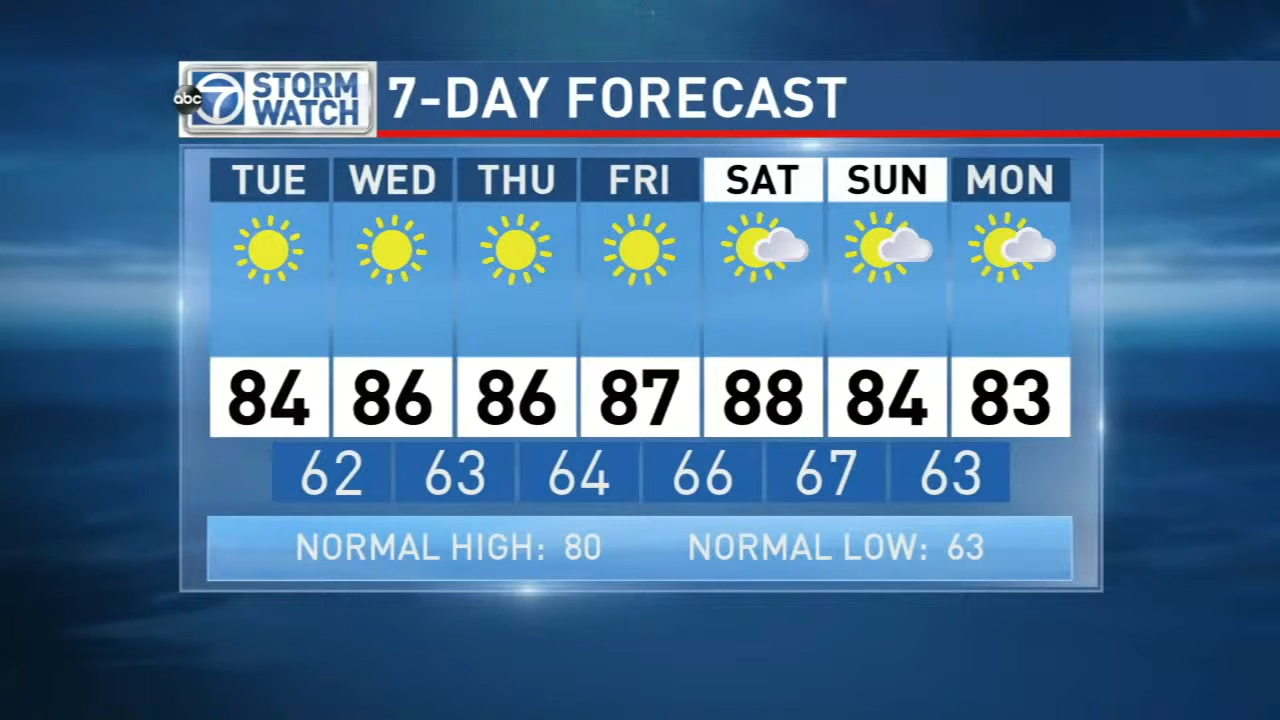 abc 7 STORM WATCH
7-DAY FORECAST
TUE WED THU FRI SAT SUN MON
84 86 86 87 88 84 83
62 63 64 66 67 63
NORMAL HIGH: 80 NORMAL LOW: 63